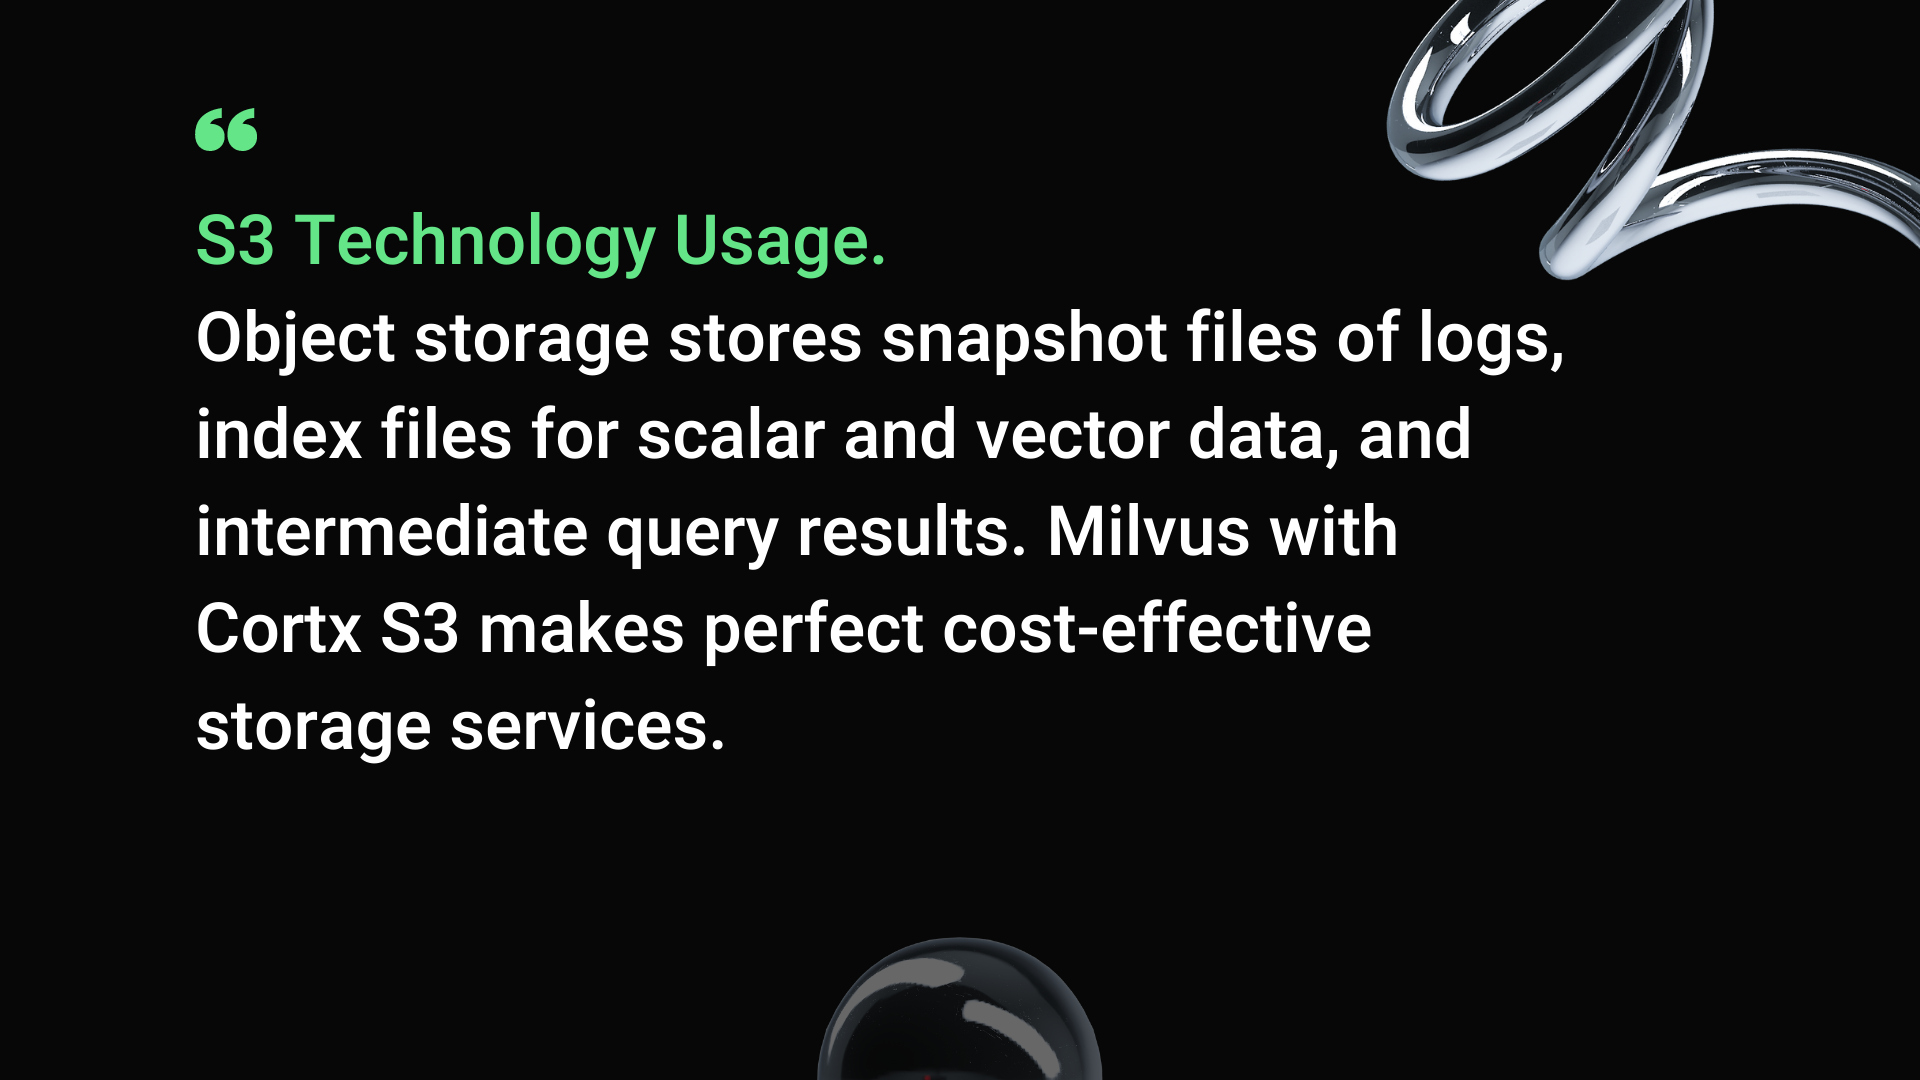 “
S3 Technology Usage.
Object storage stores snapshot files of logs,
index files for scalar and vector data, and
intermediate query results. Milvus with
Cortx S3 makes perfect cost-effective
storage services.